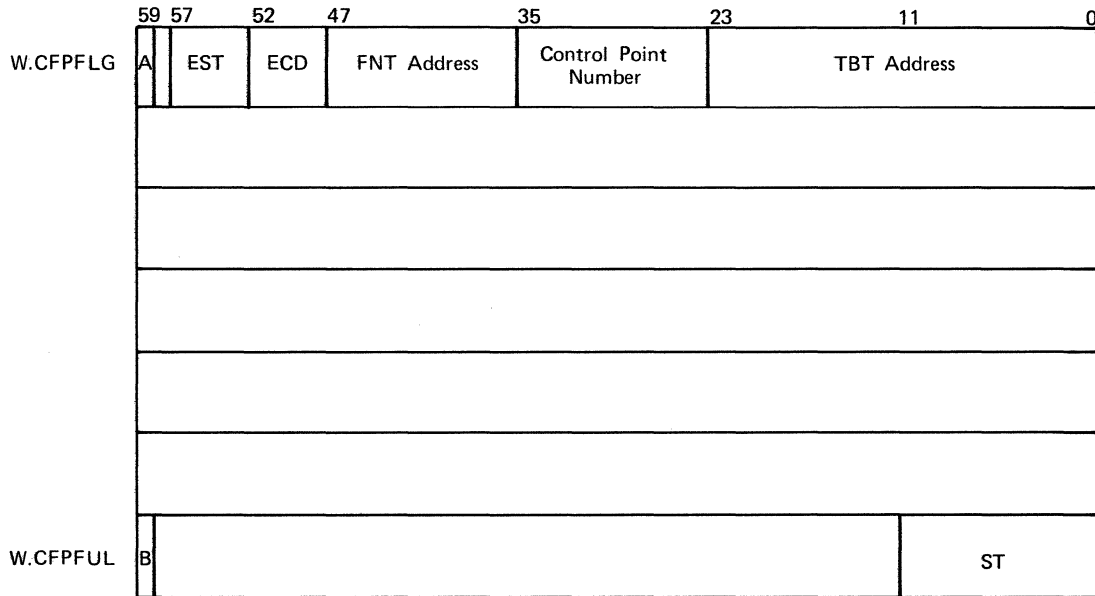 59 57 52 47 35 23 11 0
W.CFPFLG A EST ECD FNT Address Control Point Number TBT Address
W.CFPFUL B ST